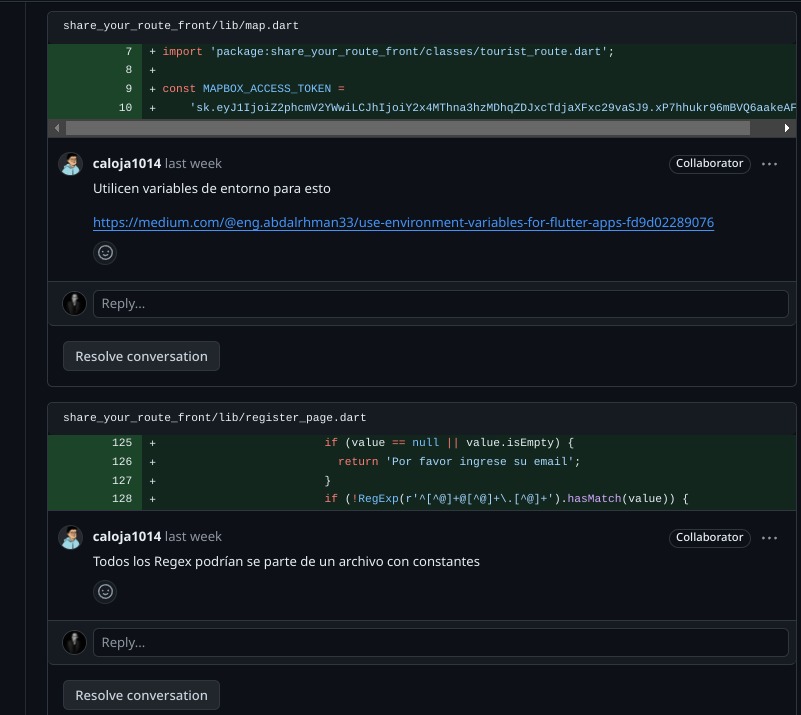 share_your_route_front/lib/map.dart
7 + import 'package:share_your_route_front/classes/tourist_route.dart';
8 +
9 + const MAPBOX_ACCESS_TOKEN =
10 + 'sk.eyJ1IjoiZ2phcmV2YWwiLCJhIjoiY2x4MThna3hzMDhqZDJxcTdjaXFxc29vaSJ9.xP7hhukr96mBVQ6aakeAF
caloja1014 last week Collaborator ...
Utilicen variables de entorno para esto
https://medium.com/@eng.abdalrhman33/use-environment-variables-for-flutter-apps-fd9d02289076
Reply...
Resolve conversation
share_your_route_front/lib/register_page.dart
125 + if (value == null || value.isEmpty) {
126 + return 'Por favor ingrese su email';
127 + }
128 + if (!RegExp(r'^[^@]+@[^@]+\.[^@]+').hasMatch(value)) {
caloja1014 last week Collaborator ...
Todos los Regex podrían se parte de un archivo con constantes
Reply...
Resolve conversation